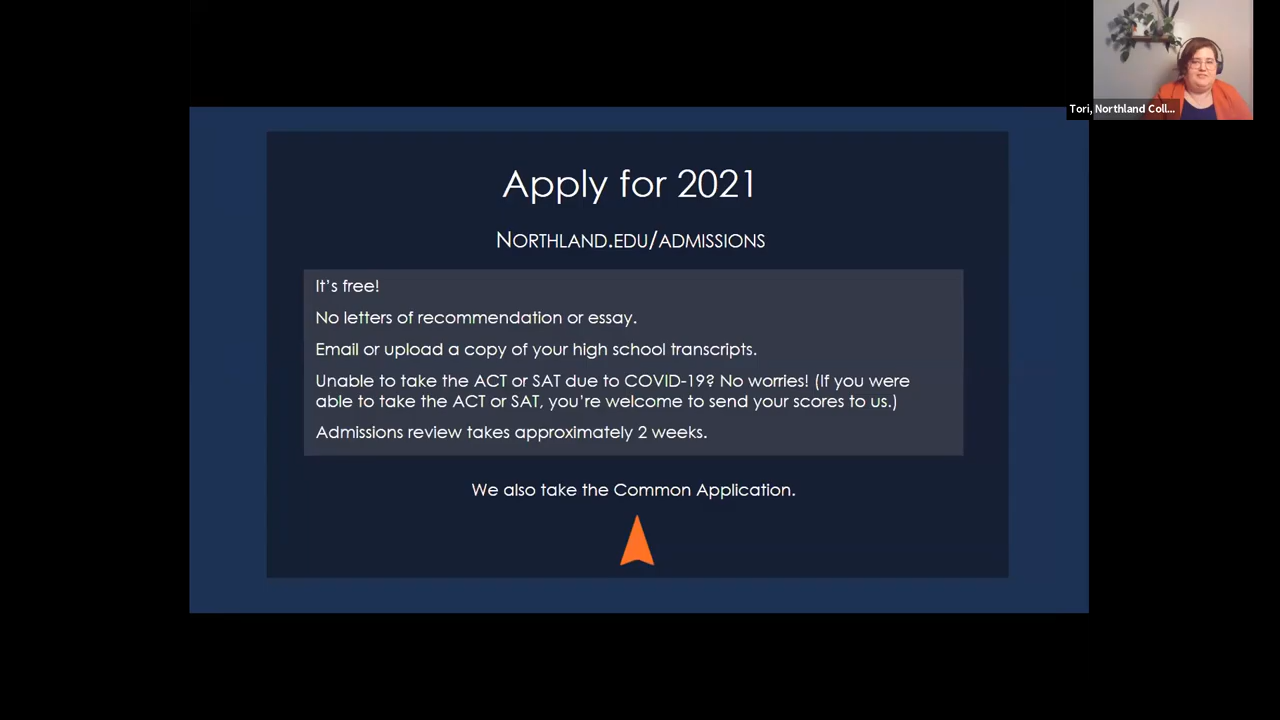 Tori, Northland Coll...
Apply for 2021
NORTHLAND.EDU/ADMISSIONS
It's free!
No letters of recommendation or essay.
Email or upload a copy of your high school transcripts.
Unable to take the ACT or SAT due to COVID-19? No worries! (If you were
able to take the ACT or SAT, you're welcome to send your scores to us.)
Admissions review takes approximately 2 weeks.
We also take the Common Application.